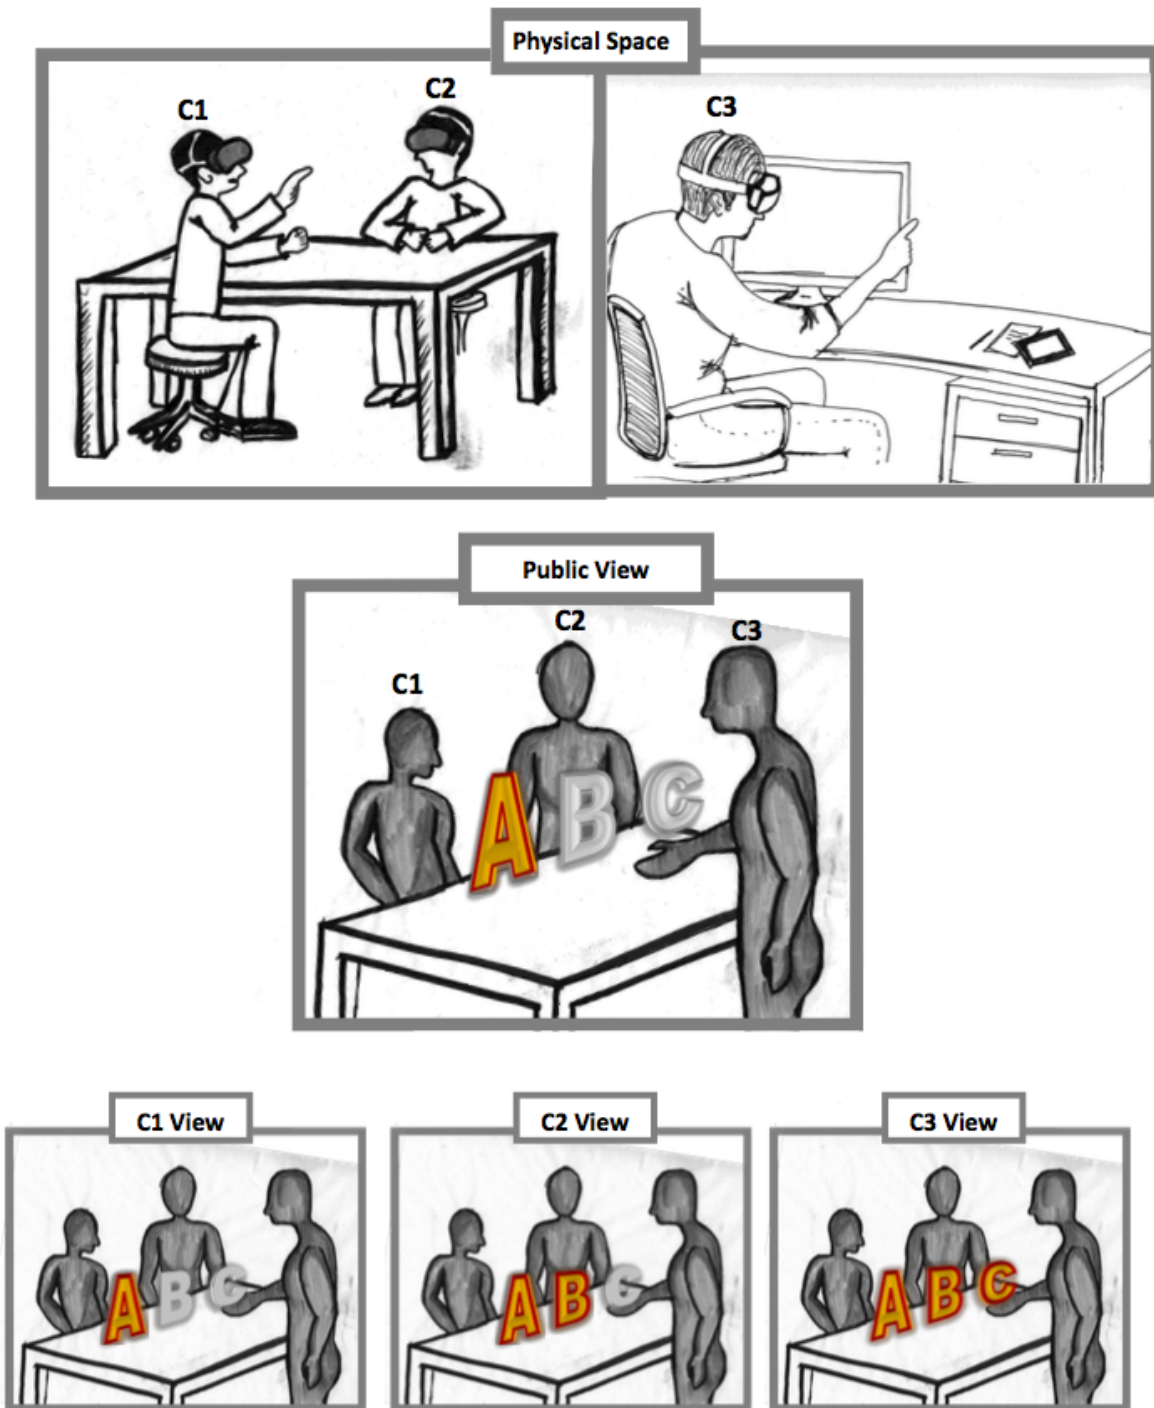 Physical Space
C1
C2
C3
Public View
C2
C3
C1
A B C
C1 View
C2 View
C3 View
A B C
A B C
A B C